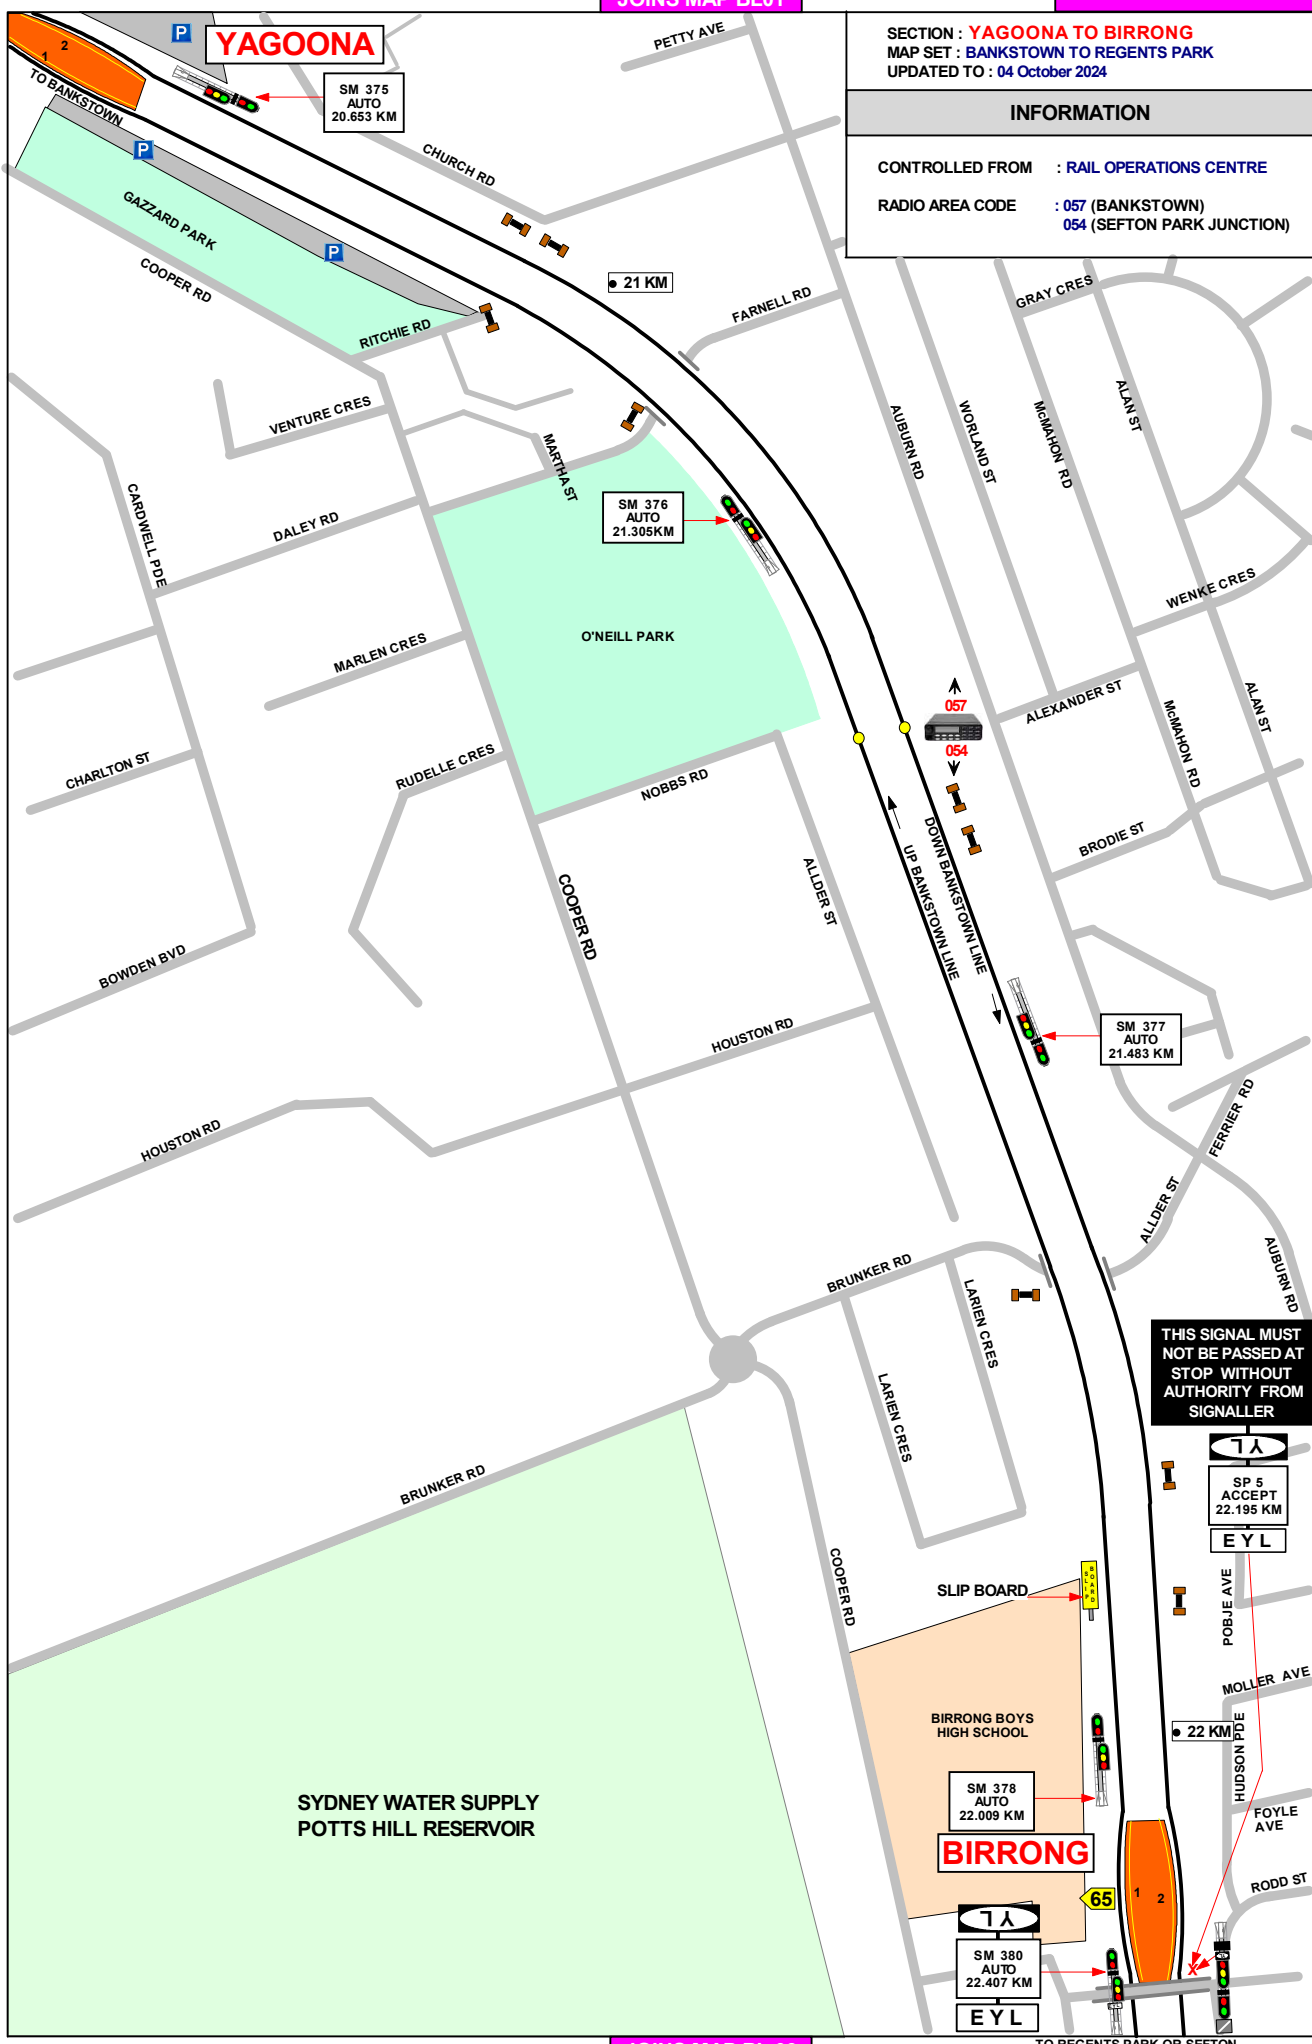 JOINS MAP BL01
SECTION : YAGOONA TO BIRRONG
MAP SET : BANKSTOWN TO REGENTS PARK
UPDATED TO : 04 October 2024
INFORMATION
CONTROLLED FROM : RAIL OPERATIONS CENTRE
RADIO AREA CODE : 057 (BANKSTOWN)
054 (SEFTON PARK JUNCTION)
1
2
TO BANKSTOWN
P
YAGOONA
SM 375
AUTO
20.653 KM
PETTY AVE
P
CHURCH RD
GAZZARD PARK
P
COOPER RD
21 KM
RITCHIE RD
FARNELL RD
GRAY CRES
VENTURE CRES
AUBURN RD
WORLAND ST
McMAHON RD
ALAN ST
MARTHA ST
CARDWELL PDE
DALEY RD
SM 376
AUTO
21.305KM
WENKE CRES
O'NEILL PARK
MARLEN CRES
057
054
ALEXANDER ST
McMAHON RD
ALAN ST
CHARLTON ST
RUDELLE CRES
NOBBS RD
BRODIE ST
ALLDER ST
UP BANKSTOWN LINE
DOWN BANKSTOWN LINE
COOPER RD
BOWDEN BVD
HOUSTON RD
SM 377
AUTO
21.483 KM
HOUSTON RD
FERRIER RD
ALLDER ST
AUBURN RD
BRUNKER RD
LARIEN CRES
LARIEN CRES
THIS SIGNAL MUST
NOT BE PASSED AT
STOP WITHOUT
AUTHORITY FROM
SIGNALLER
YL
SP 5
ACCEPT
22.195 KM
EYL
BRUNKER RD
COOPER RD
SLIP BOARD
SLIP
BOARD
POBJE AVE
MOLLER AVE
BIRRONG BOYS
HIGH SCHOOL
22 KM
HUDSON PDE
SM 378
AUTO
22.009 KM
FOYLE
AVE
SYDNEY WATER SUPPLY
POTTS HILL RESERVOIR
BIRRONG
65
1
2
RODD ST
YL
SM 380
AUTO
22.407 KM
EYL
X
TO REGENTS PARK OR SEFTON